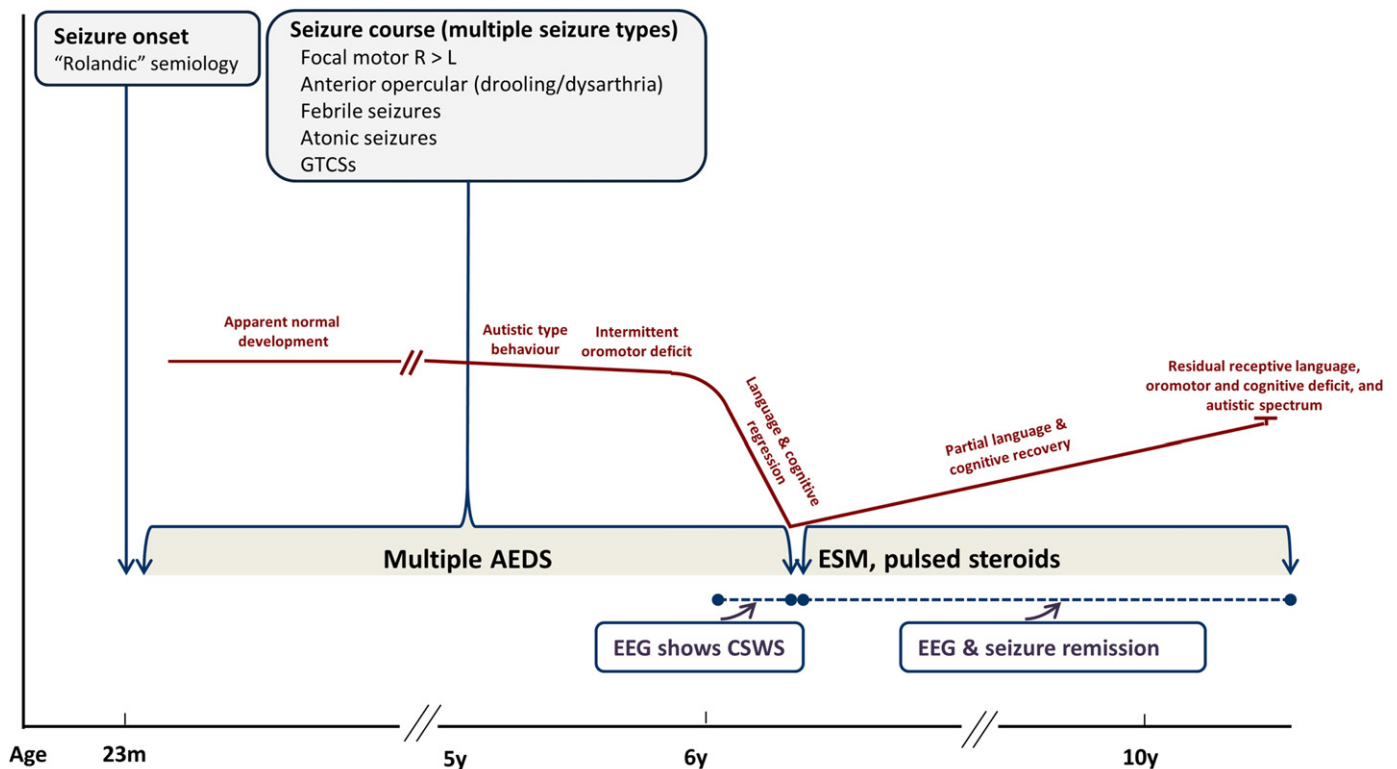 Seizure onset
“Rolandic” semiology
Seizure course (multiple seizure types)
Focal motor R > L
Anterior opercular (drooling/dysarthria)
Febrile seizures
Atonic seizures
GTCSs
Apparent normal
development
Autistic type
behaviour
Intermittent
oromotor deficit
Language & cognitive
regression
Partial language &
cognitive recovery
Residual receptive language,
oromotor and cognitive deficit, and
autistic spectrum
Multiple AEDS
ESM, pulsed steroids
EEG shows CSWS
EEG & seizure remission
Age
23m
5y
6y
10y